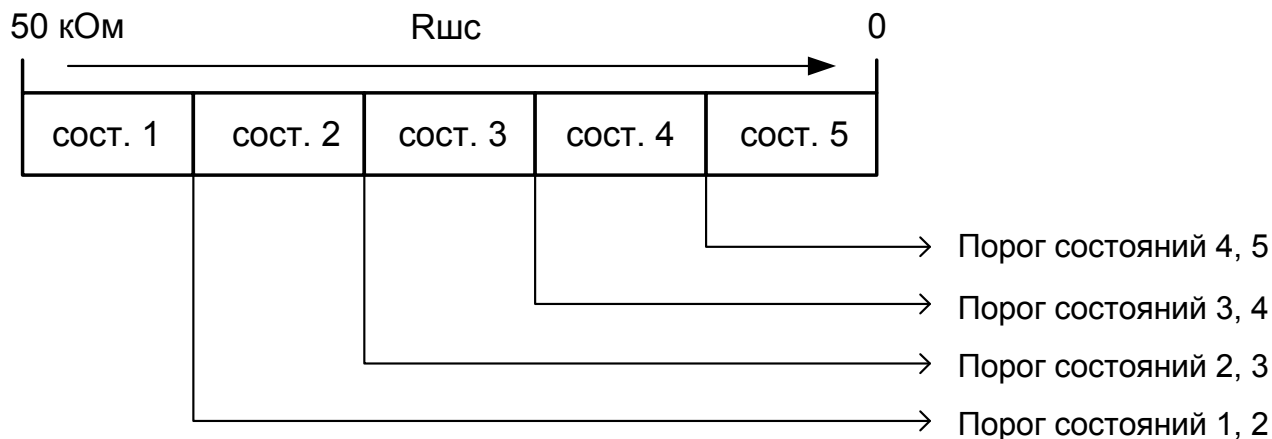 50 кОм Rшс 0
сост. 1 сост. 2 сост. 3 сост. 4 сост. 5
Порог состояний 4, 5
Порог состояний 3, 4
Порог состояний 2, 3
Порог состояний 1, 2